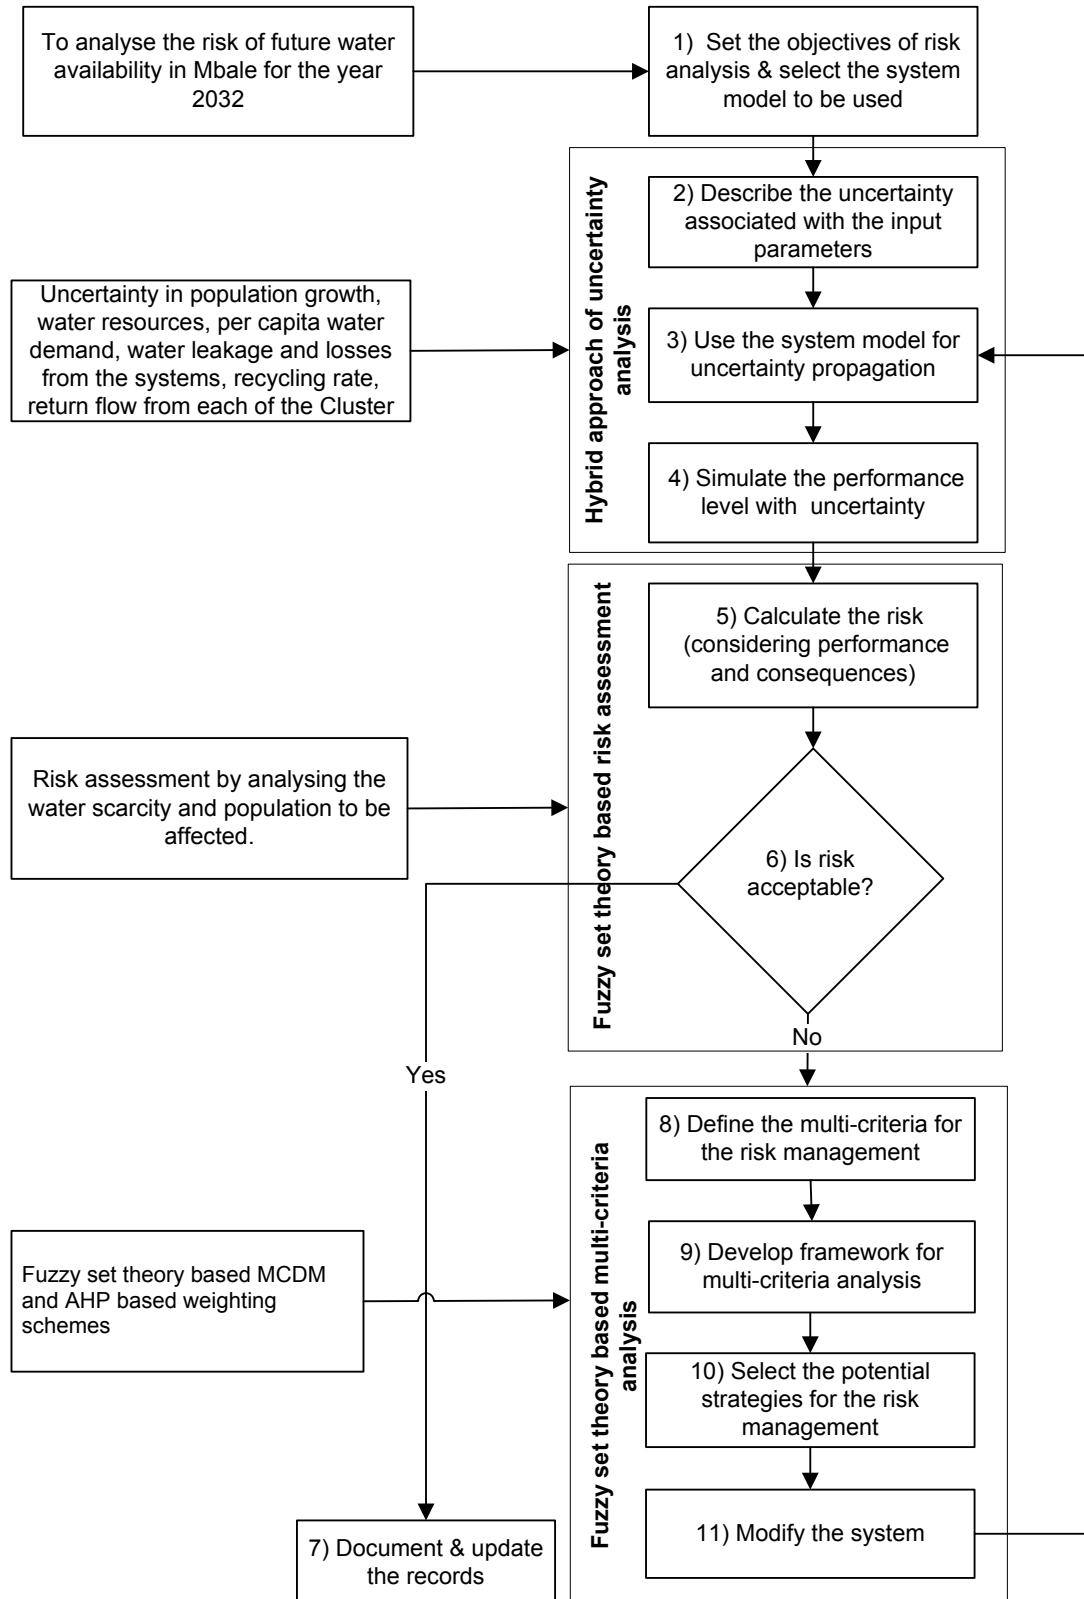 To analyse the risk of future water
availability in Mbale for the year
2032
1)  Set the objectives of risk
analysis & select the system
model to be used
Hybrid approach of uncertainty
analysis
2) Describe the uncertainty
associated with the input
parameters
Uncertainty in population growth,
water resources, per capita water
demand, water leakage and losses
from the systems, recycling rate,
return flow from each of the Cluster
3) Use the system model for
uncertainty propagation
4) Simulate the performance
level with  uncertainty
Fuzzy set theory based risk assessment
5) Calculate the risk
(considering performance
and consequences)
Risk assessment by analysing the
water scarcity and population to be
affected.
6) Is risk
acceptable?
No
Yes
Fuzzy set theory based multi-criteria
analysis
8) Define the multi-criteria for
the risk management
9) Develop framework for
multi-criteria analysis
Fuzzy set theory based MCDM
and AHP based weighting
schemes
10) Select the potential
strategies for the risk
management
11) Modify the system
7) Document & update
the records